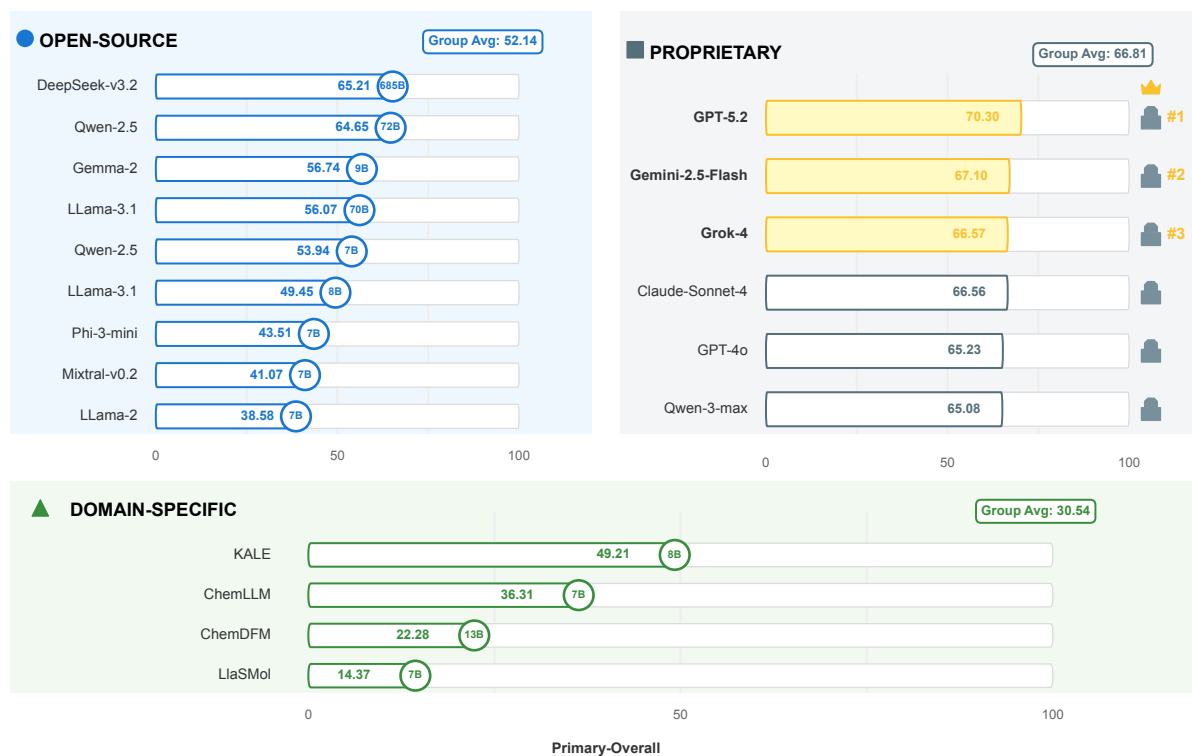 OPEN-SOURCE
Group Avg: 52.14
DeepSeek-v3.2 65.21 685B
Qwen-2.5 64.65 72B
Gemma-2 56.74 9B
LLama-3.1 56.07 70B
Qwen-2.5 53.94 7B
LLama-3.1 49.45 8B
Phi-3-mini 43.51 7B
Mixtral-v0.2 41.07 7B
LLama-2 38.58 7B
0 50 100
PROPRIETARY
Group Avg: 66.81
GPT-5.2 70.30 #1
Gemini-2.5-Flash 67.10 #2
Grok-4 66.57 #3
Claude-Sonnet-4 66.56
GPT-4o 65.23
Qwen-3-max 65.08
0 50 100
DOMAIN-SPECIFIC
Group Avg: 30.54
KALE 49.21 8B
ChemLLM 36.31 7B
ChemDFM 22.28 13B
LlaSMol 14.37 7B
0 50 100
Primary-Overall